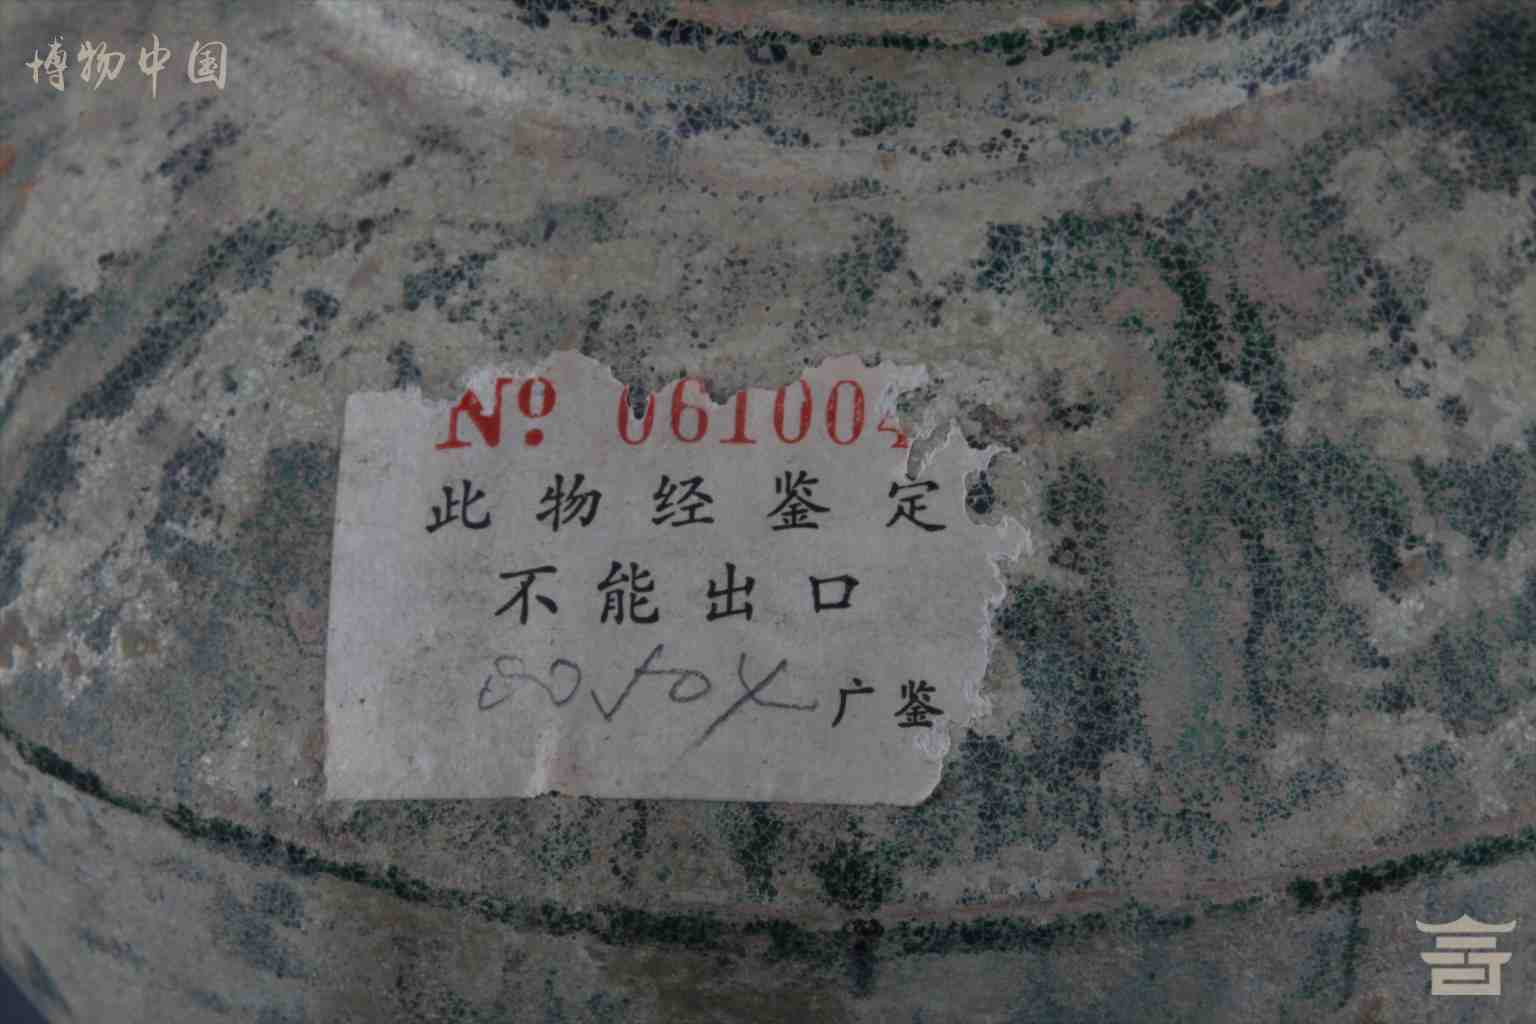 博物中国
No 061004
此物经鉴定
不能出口
广鉴